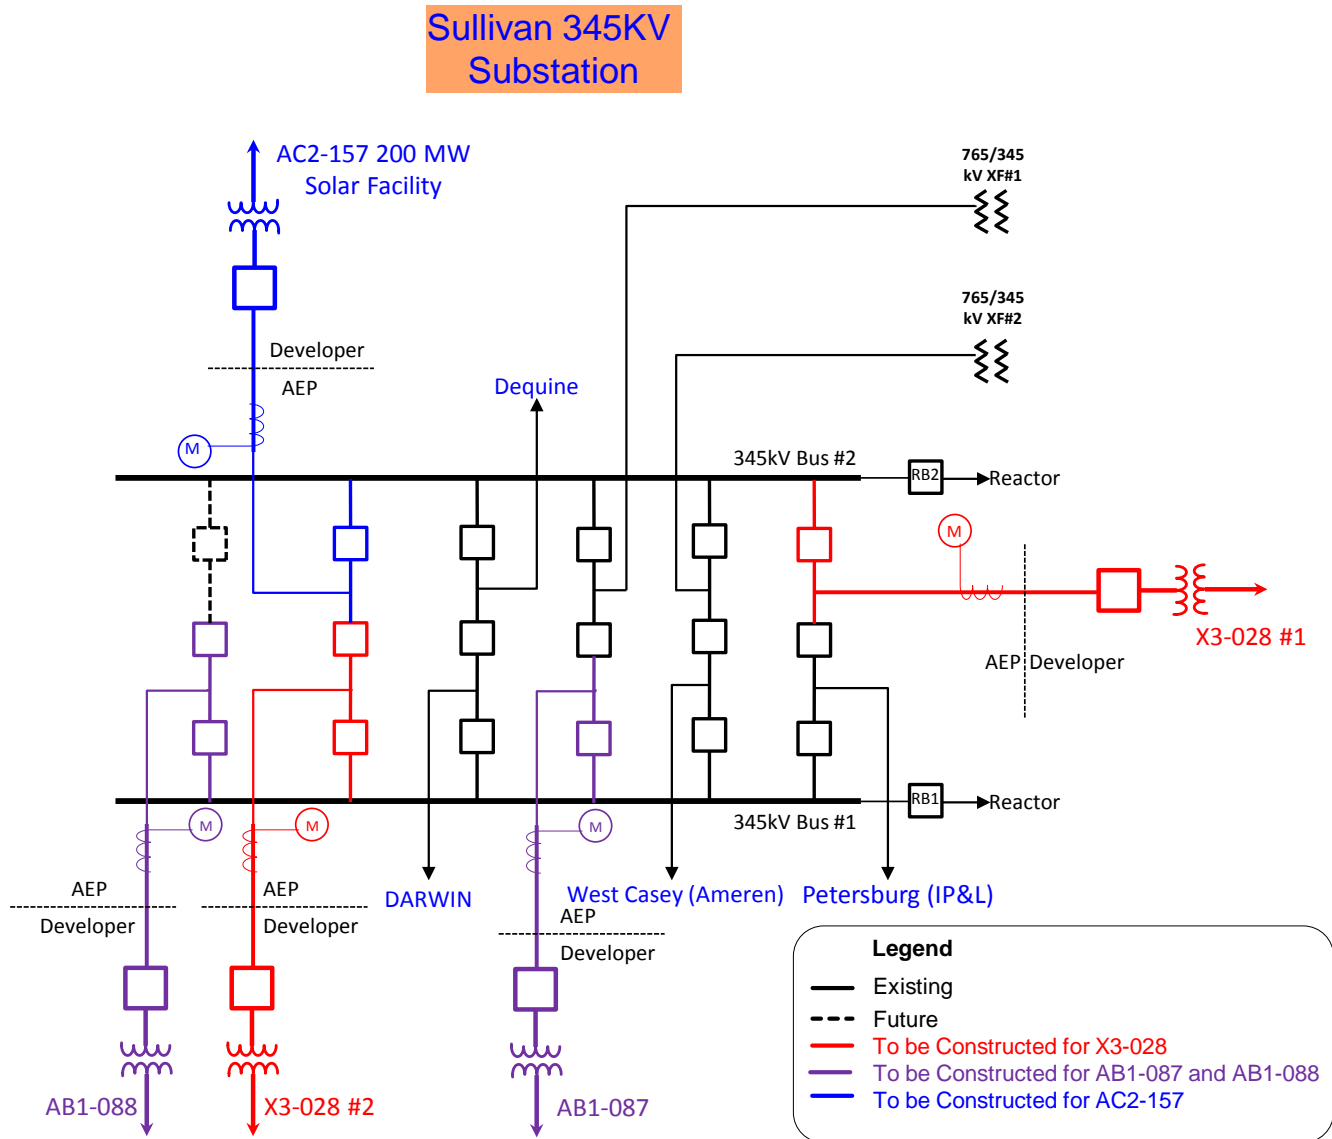 Sullivan 345KV
Substation
AC2-157 200 MW
Solar Facility
765/345
kV XF#1
765/345
kV XF#2
Developer
AEP
Dequine
M
345kV Bus #2
RB2
Reactor
M
X3-028 #1
AEP
Developer
345kV Bus #1
RB1
Reactor
M
M
M
AEP
Developer
AEP
Developer
DARWIN
West Casey (Ameren)
Petersburg (IP&L)
AEP
Developer
AB1-088
X3-028 #2
AB1-087
Legend
Existing
Future
To be Constructed for X3-028
To be Constructed for AB1-087 and AB1-088
To be Constructed for AC2-157